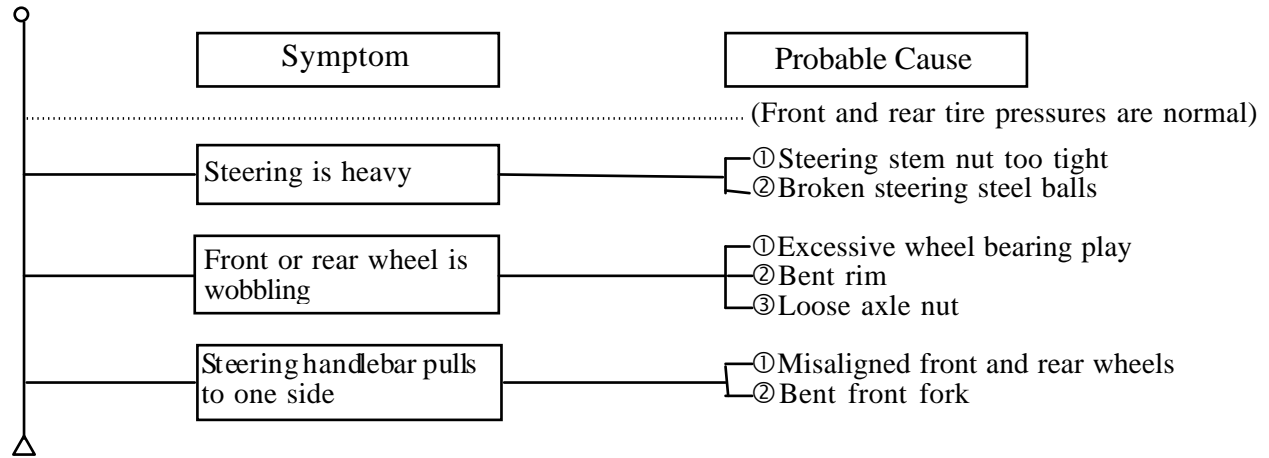 Symptom
Probable Cause
(Front and rear tire pressures are normal)
Steering is heavy
①Steering stem nut too tight
②Broken steering steel balls
Front or rear wheel is
wobbling
①Excessive wheel bearing play
②Bent rim
③Loose axle nut
Steering handlebar pulls
to one side
①Misaligned front and rear wheels
②Bent front fork